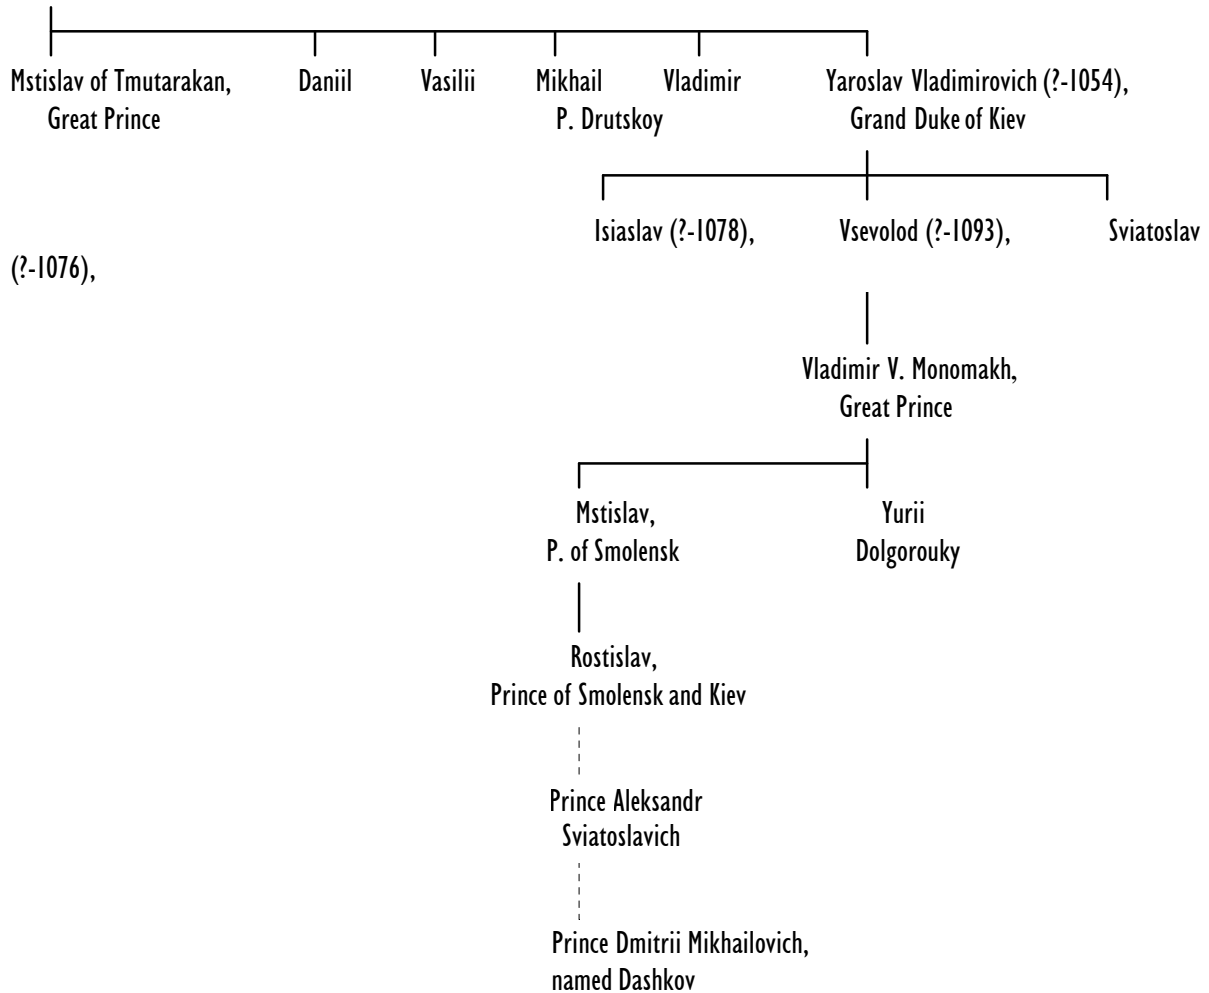 Mstislav of Tmutarakan, Daniil Vasilii Mikhail Vladimir Yaroslav Vladimirovich (?-1054),
Great Prince P. Drutskoy Grand Duke of Kiev
Isiaslav (?-1078), Vsevolod (?-1093), Sviatoslav
(?-1076),
Vladimir V. Monomakh,
Great Prince
Mstislav, Yurii
P. of Smolensk Dolgorouky
Rostislav,
Prince of Smolensk and Kiev
Prince Aleksandr
Sviatoslavich
Prince Dmitrii Mikhailovich,
named Dashkov